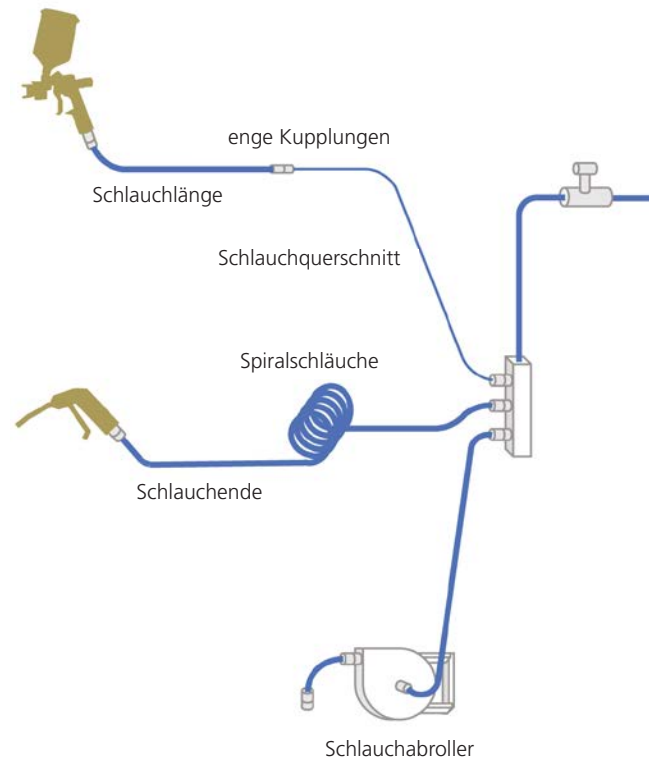 enge Kupplungen
Schlauchlänge
Schlauchquerschnitt
Spiralschläuche
Schlauchende
Schlauchabroller